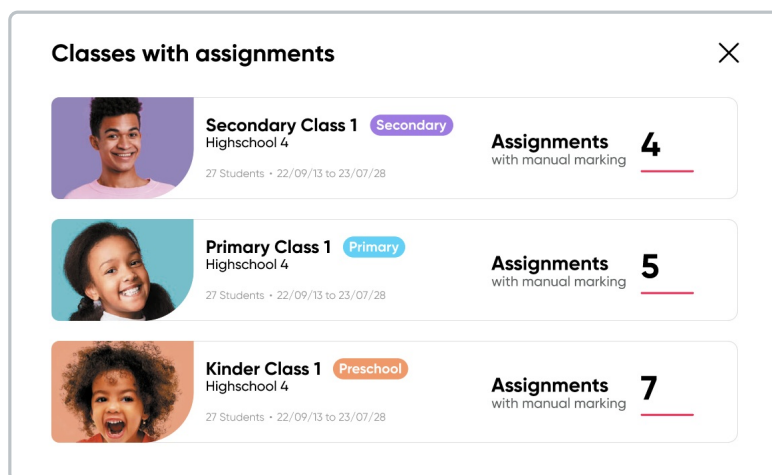 Classes with assignments
Secondary Class 1 Secondary
Highschool 4
27 Students • 22/09/13 to 23/07/28
Assignments
with manual marking
4
Primary Class 1 Primary
Highschool 4
27 Students • 22/09/13 to 23/07/28
Assignments
with manual marking
5
Kinder Class 1 Preschool
Highschool 4
27 Students • 22/09/13 to 23/07/28
Assignments
with manual marking
7